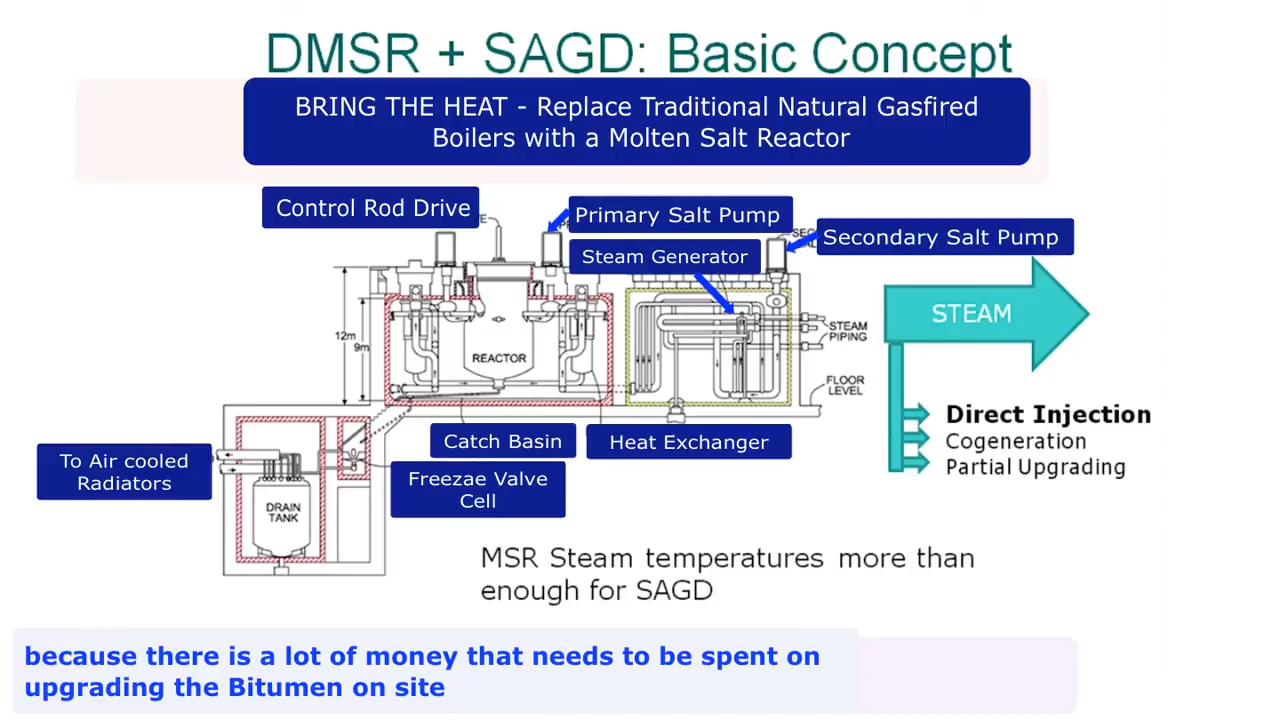 DMSR + SAGD: Basic Concept
BRING THE HEAT - Replace Traditional Natural Gasfired
Boilers with a Molten Salt Reactor
Control Rod Drive
Primary Salt Pump
Secondary Salt Pump
Steam Generator
STEAM
12m
9m
REACTOR
STEAM
PIPING
FLOOR
LEVEL
Direct Injection
Cogeneration
Partial Upgrading
Catch Basin
Heat Exchanger
To Air cooled
Radiators
Freezae Valve
Cell
DRAIN
TANK
MSR Steam temperatures more than
enough for SAGD
because there is a lot of money that needs to be spent on
upgrading the Bitumen on site